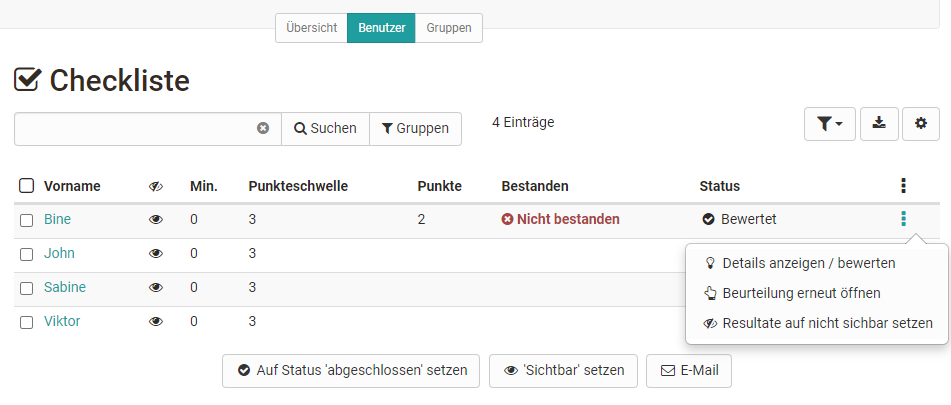 Übersicht Benutzer Gruppen
Checkliste
Suchen Gruppen 4 Einträge
Vorname Min. Punkteschwelle Punkte Bestanden Status
Bine 0 3 2 Nicht bestanden Bewertet
John 0 3
Details anzeigen / bewerten
Sabine 0 3
Beurteilung erneut öffnen
Viktor 0 3
Resultate auf nicht sichbar setzen
Auf Status 'abgeschlossen' setzen 'Sichtbar' setzen E-Mail